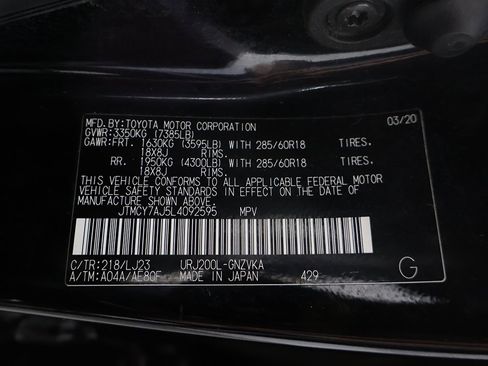 MFD.BY:TOYOTA MOTOR CORPORATION 03/20
GVWR:3350KG (7385LB)
GAWR:FRT. 1630KG (3595LB) WITH 285/60R18 TIRES.
18X8J RIMS.
RR. 1950KG (4300LB) WITH 285/60R18 TIRES.
18X8J RIMS.
THIS VEHICLE CONFORMS TO ALL APPLICABLE FEDERAL MOTOR
VEHICLE SAFETY STANDARDS IN EFFECT ON THE DATE OF
MANUFACTURE SHOWN ABOVE.
JTMCY7AJ5L4092595 MPV
C/TR:218/LJ23 URJ200L-GNZVKA
A/TM:A04A/AE80F MADE IN JAPAN 429 G